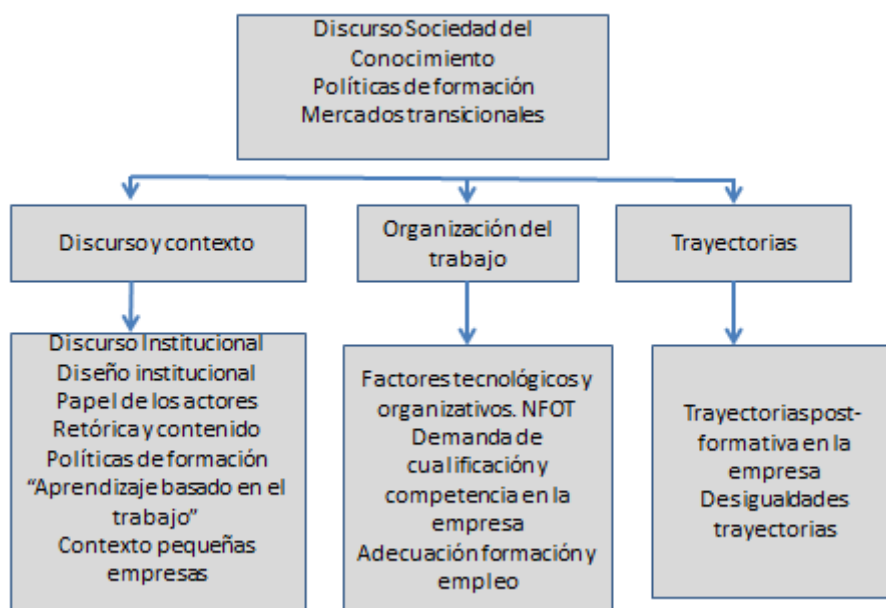 Discurso Sociedad del
Conocimiento
Políticas de formación
Mercados transicionales
Discurso y contexto
Organización del
trabajo
Trayectorias
Discurso Institucional
Diseño institucional
Papel de los actores
Retórica y contenido
Políticas de formación
“Aprendizaje basado en el
trabajo”
Contexto pequeñas
empresas
Factores tecnológicos y
organizativos. NFOT
Demanda de
cualificación y
competencia en la
empresa
Adecuación formación y
empleo
Trayectorias post-
formativa en la
empresa
Desigualdades
trayectorias